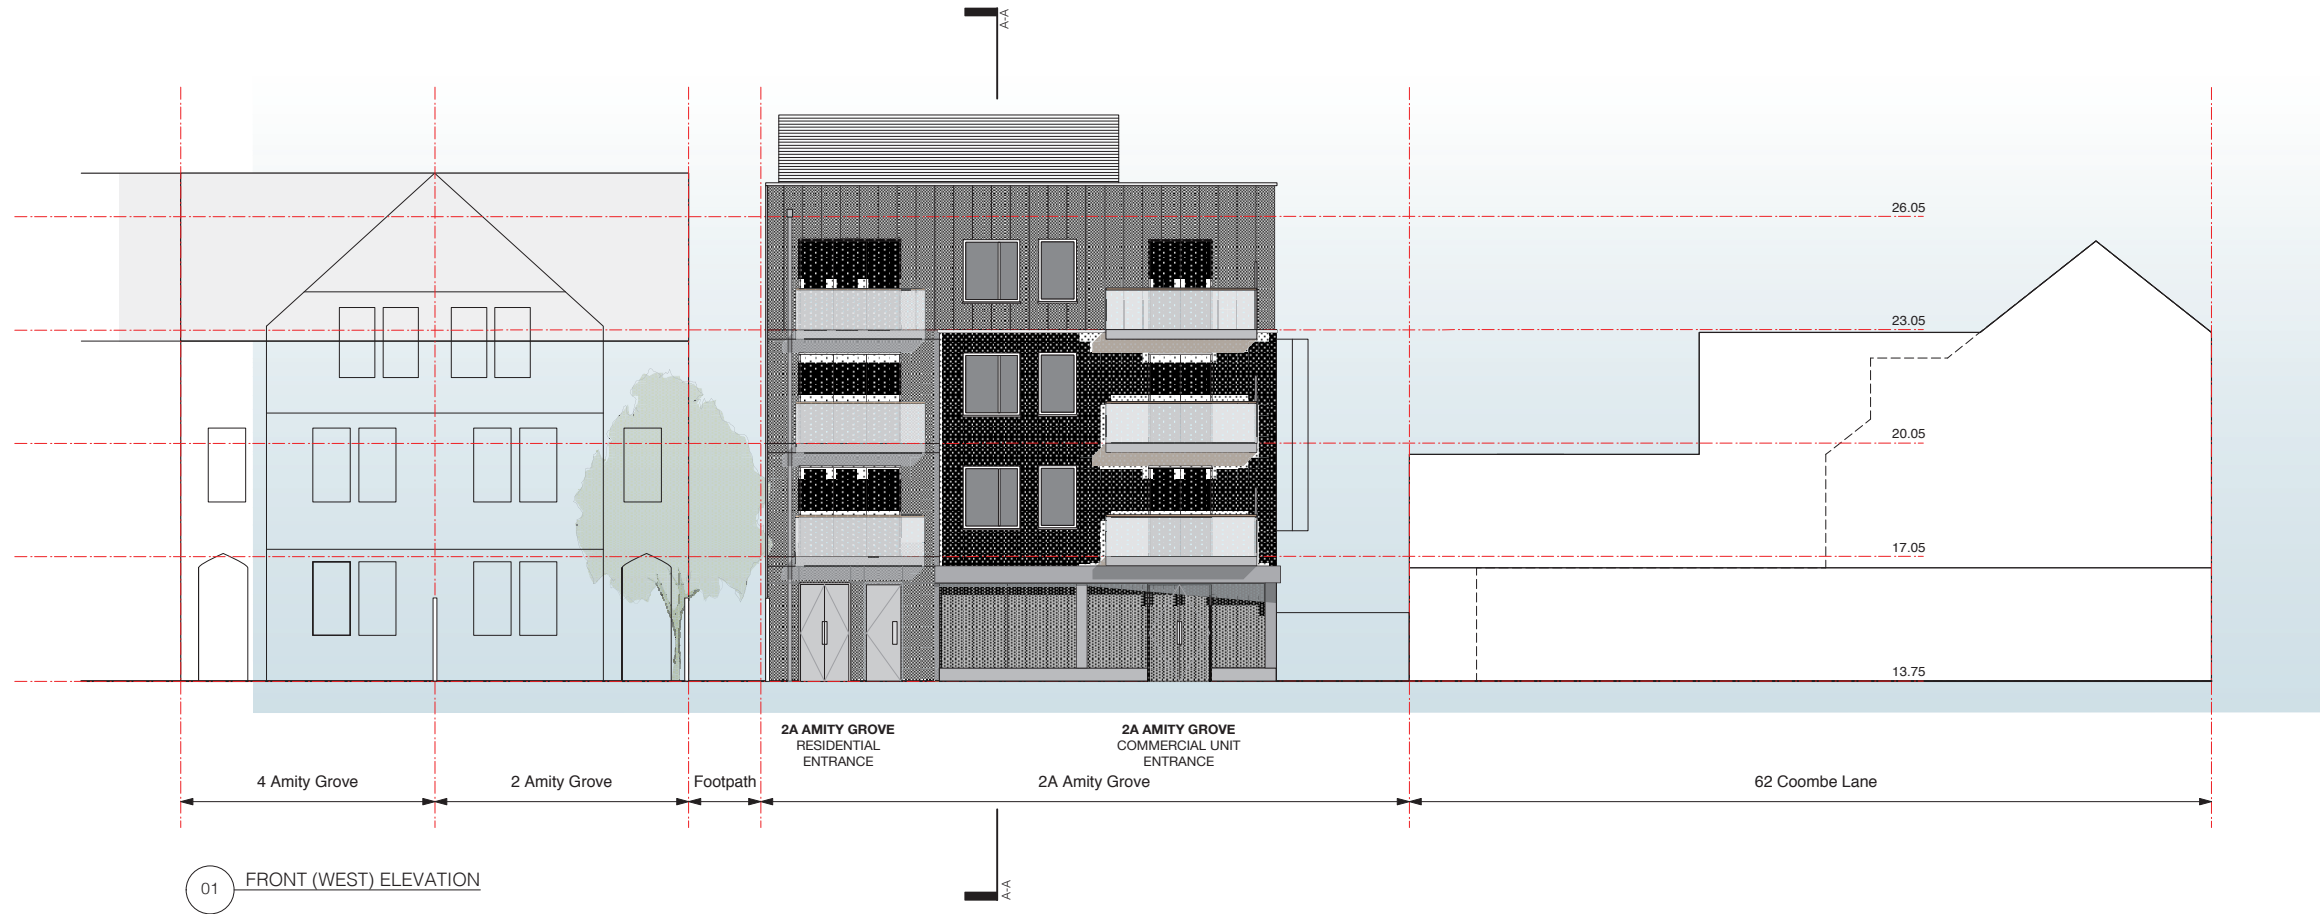 A-A
26.05
23.05
20.05
17.05
13.75
2A AMITY GROVE
RESIDENTIAL
ENTRANCE
2A AMITY GROVE
COMMERCIAL UNIT
ENTRANCE
4 Amity Grove
2 Amity Grove
Footpath
2A Amity Grove
62 Coombe Lane
01
FRONT (WEST) ELEVATION
A-A